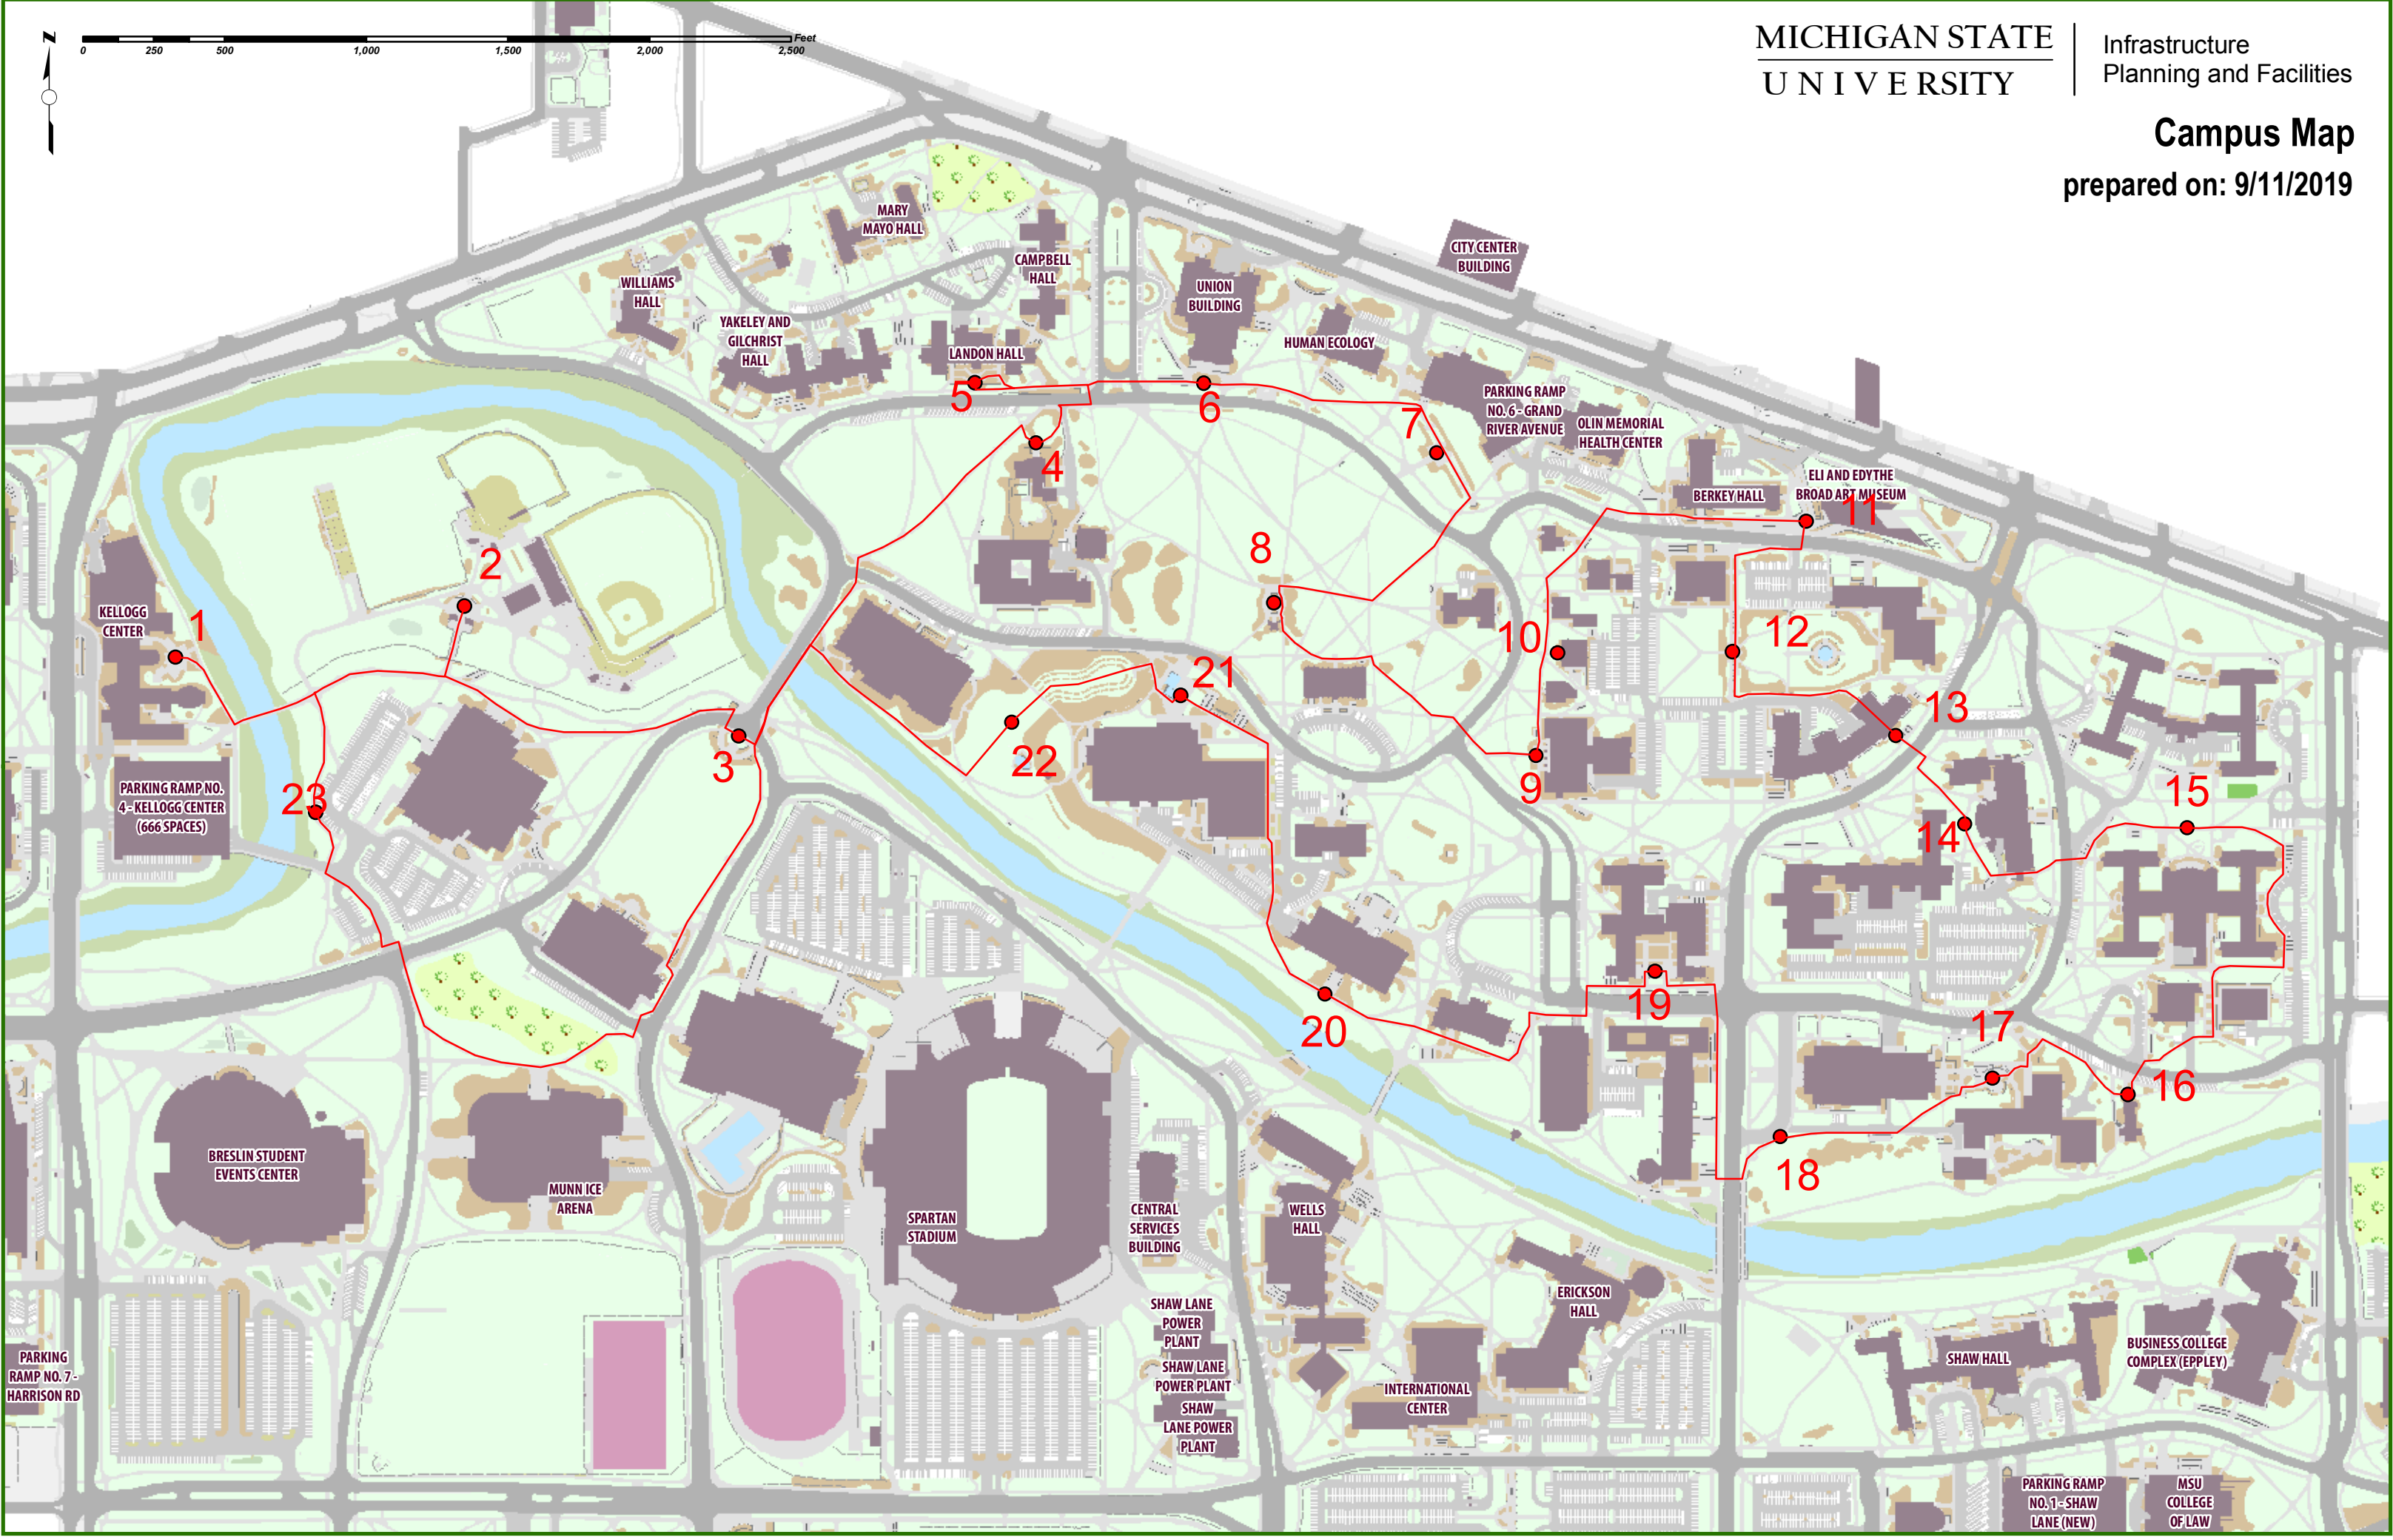 N
0 250 500 1,000 1,500 2,000 2,500
Feet
MICHIGAN STATE
UNIVERSITY
Infrastructure
Planning and Facilities
Campus Map
prepared on: 9/11/2019
MARY
MAYO HALL
CAMPBELL
HALL
WILLIAMS
HALL
YAKELEY AND
GILCHRIST
HALL
LANDON HALL
UNION
BUILDING
HUMAN ECOLOGY
CITY CENTER
BUILDING
PARKING RAMP
NO. 6 - GRAND
RIVER AVENUE
OLIN MEMORIAL
HEALTH CENTER
BERKEY HALL
ELI AND EDYTHE
BROAD ART MUSEUM
KELLOGG
CENTER
PARKING RAMP NO.
4 - KELLOGG CENTER
(666 SPACES)
1
2
3
4
5
6
7
8
9
10
11
12
13
14
15
16
17
18
19
20
21
22
23
BRESLIN STUDENT
EVENTS CENTER
MUNN ICE
ARENA
SPARTAN
STADIUM
CENTRAL
SERVICES
BUILDING
WELLS
HALL
ERICKSON
HALL
SHAW LANE
POWER
PLANT
SHAW LANE
POWER PLANT
SHAW
LANE POWER
PLANT
INTERNATIONAL
CENTER
SHAW HALL
BUSINESS COLLEGE
COMPLEX (EPPLEY)
PARKING
RAMP NO. 7 -
HARRISON RD
PARKING RAMP
NO. 1 - SHAW
LANE (NEW)
MSU
COLLEGE
OF LAW